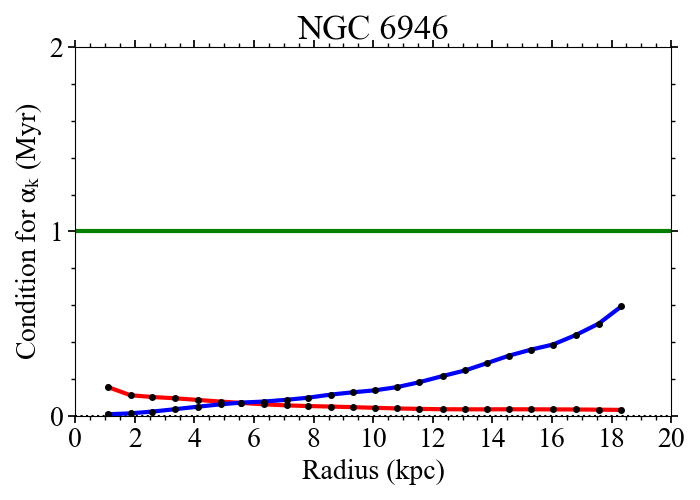 NGC 6946
2
1
0
Condition for αk (Myr)
0 2 4 6 8 10 12 14 16 18 20
Radius (kpc)